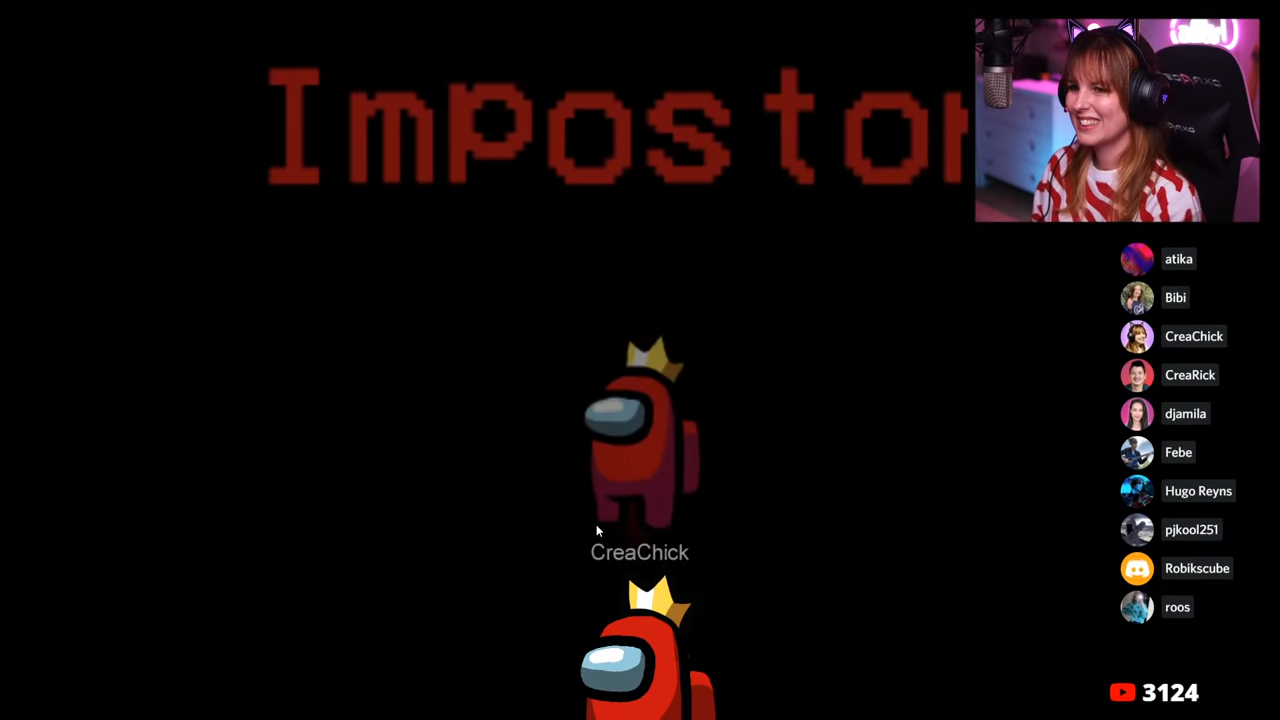 Impostor
atika
Bibi
CreaChick
CreaRick
djamila
Febe
Hugo Reyns
pjkool251
Robikscube
roos
CreaChick
3124